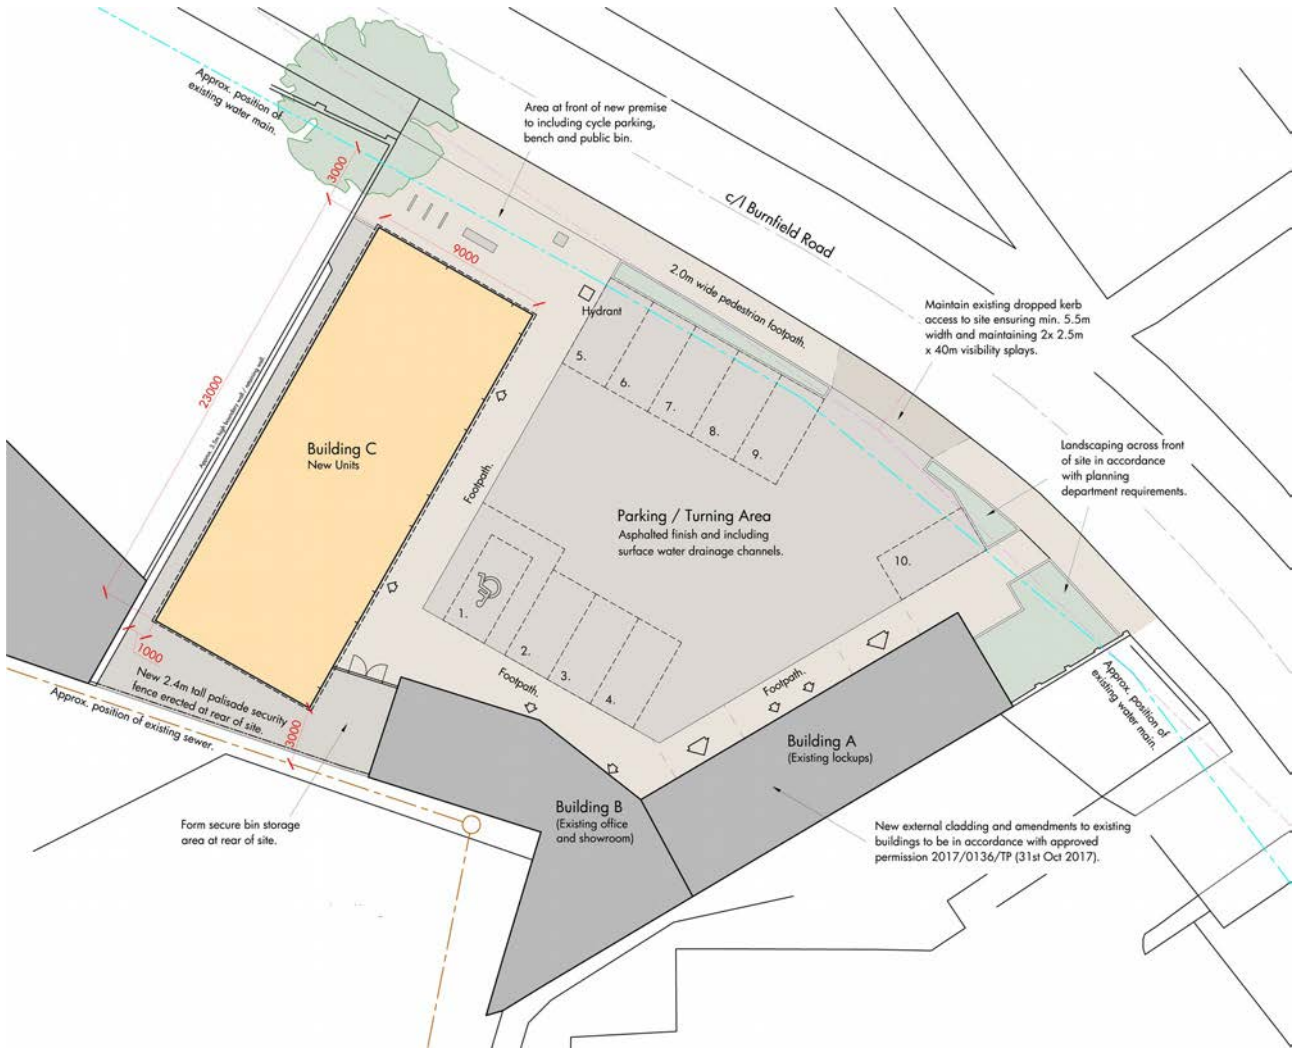 Approx. position of
existing water main.
Area at front of new premise
to including cycle parking,
bench and public bin.
c/l Burnfield Road
3000
9000
2.0m wide pedestrian footpath.
Hydrant
Maintain existing dropped kerb
access to site ensuring min. 5.5m
width and maintaining 2x 2.5m
x 40m visibility splays.
23000
Approx. 3.5m high boundary wall / retaining wall
5.
6.
7.
8.
9.
Building C
New Units
Footpath.
Landscaping across front
of site in accordance
with planning
department requirements.
Parking / Turning Area
Asphalted finish and including
surface water drainage channels.
10.
1.
2.
3.
4.
1000
New 2.4m tall palisade security
fence erected at rear of site.
Approx. position of existing sewer.
3000
Footpath.
Footpath.
Approx. position of
existing water main.
Building A
(Existing lockups)
Building B
(Existing office
and showroom)
Form secure bin storage
area at rear of site.
New external cladding and amendments to existing
buildings to be in accordance with approved
permission 2017/0136/TP (31st Oct 2017).